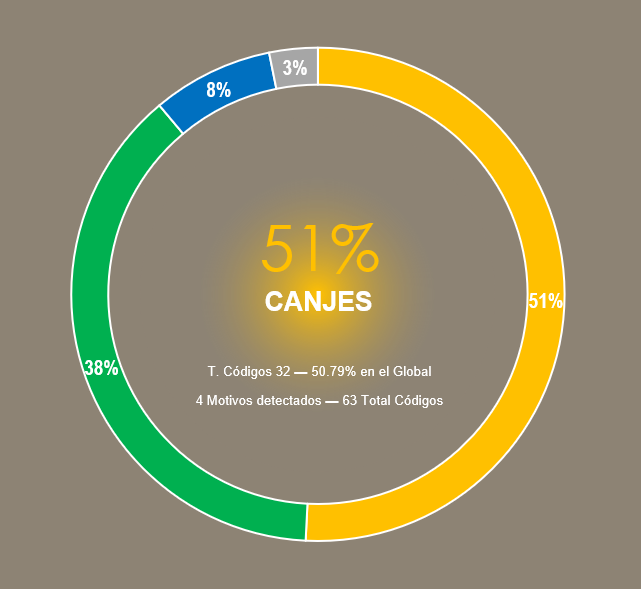 3%
8%
51%
CANJES
51%
38%
T. Códigos 32 — 50.79% en el Global
4 Motivos detectados — 63 Total Códigos